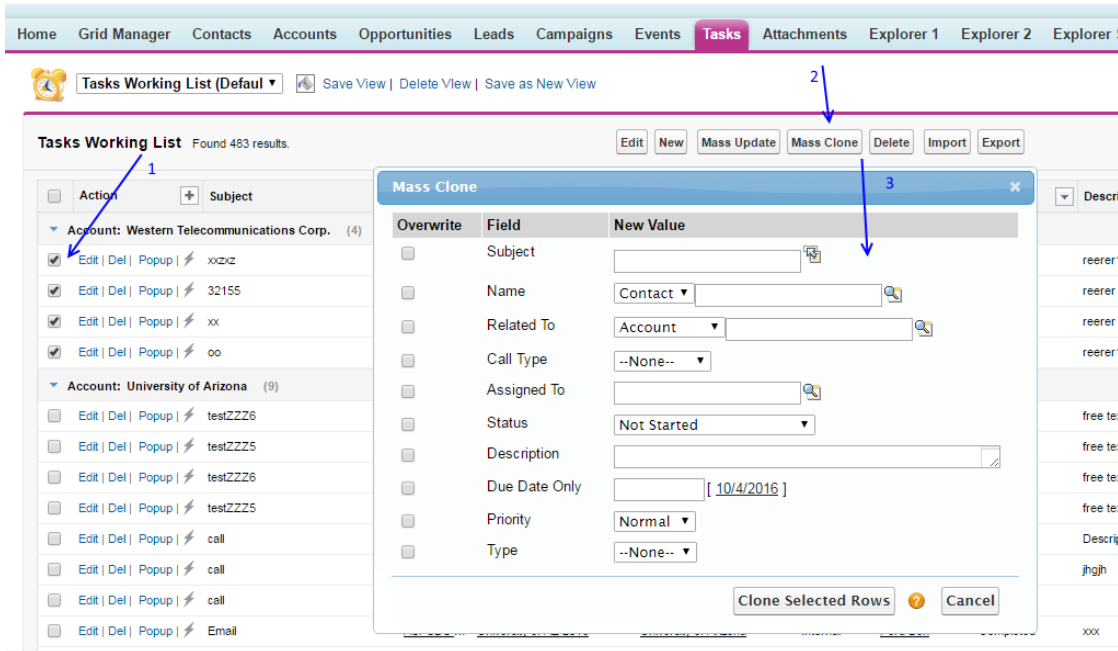 Home Grid Manager Contacts Accounts Opportunities Leads Campaigns Events Tasks Attachments Explorer 1 Explorer 2 Explorer
Tasks Working List (Defaul Save View | Delete View | Save as New View
2
Tasks Working List Found 483 results. Edit New Mass Update Mass Clone Delete Import Export
1
Mass Clone 3
Action + Subject Descri
Overwrite Field New Value
Account: Western Telecommunications Corp. (4)
Subject
Edit | Del | Popup | xxzxz reerer
Edit | Del | Popup | 32155 Name Contact reerer
Edit | Del | Popup | xx Related To Account reerer
Edit | Del | Popup | oo Call Type --None-- reerer
Account: University of Arizona (9) Assigned To
Edit | Del | Popup | testZZZ6 Status Not Started free te
Edit | Del | Popup | testZZZ5 Description free te
Edit | Del | Popup | testZZZ6 Due Date Only [ 10/4/2016 ] free te
Edit | Del | Popup | testZZZ5 Priority Normal free te
Edit | Del | Popup | call Type --None-- Descrip
Edit | Del | Popup | call jhgjh
Edit | Del | Popup | call Clone Selected Rows ? Cancel
Edit | Del | Popup | Email xxx